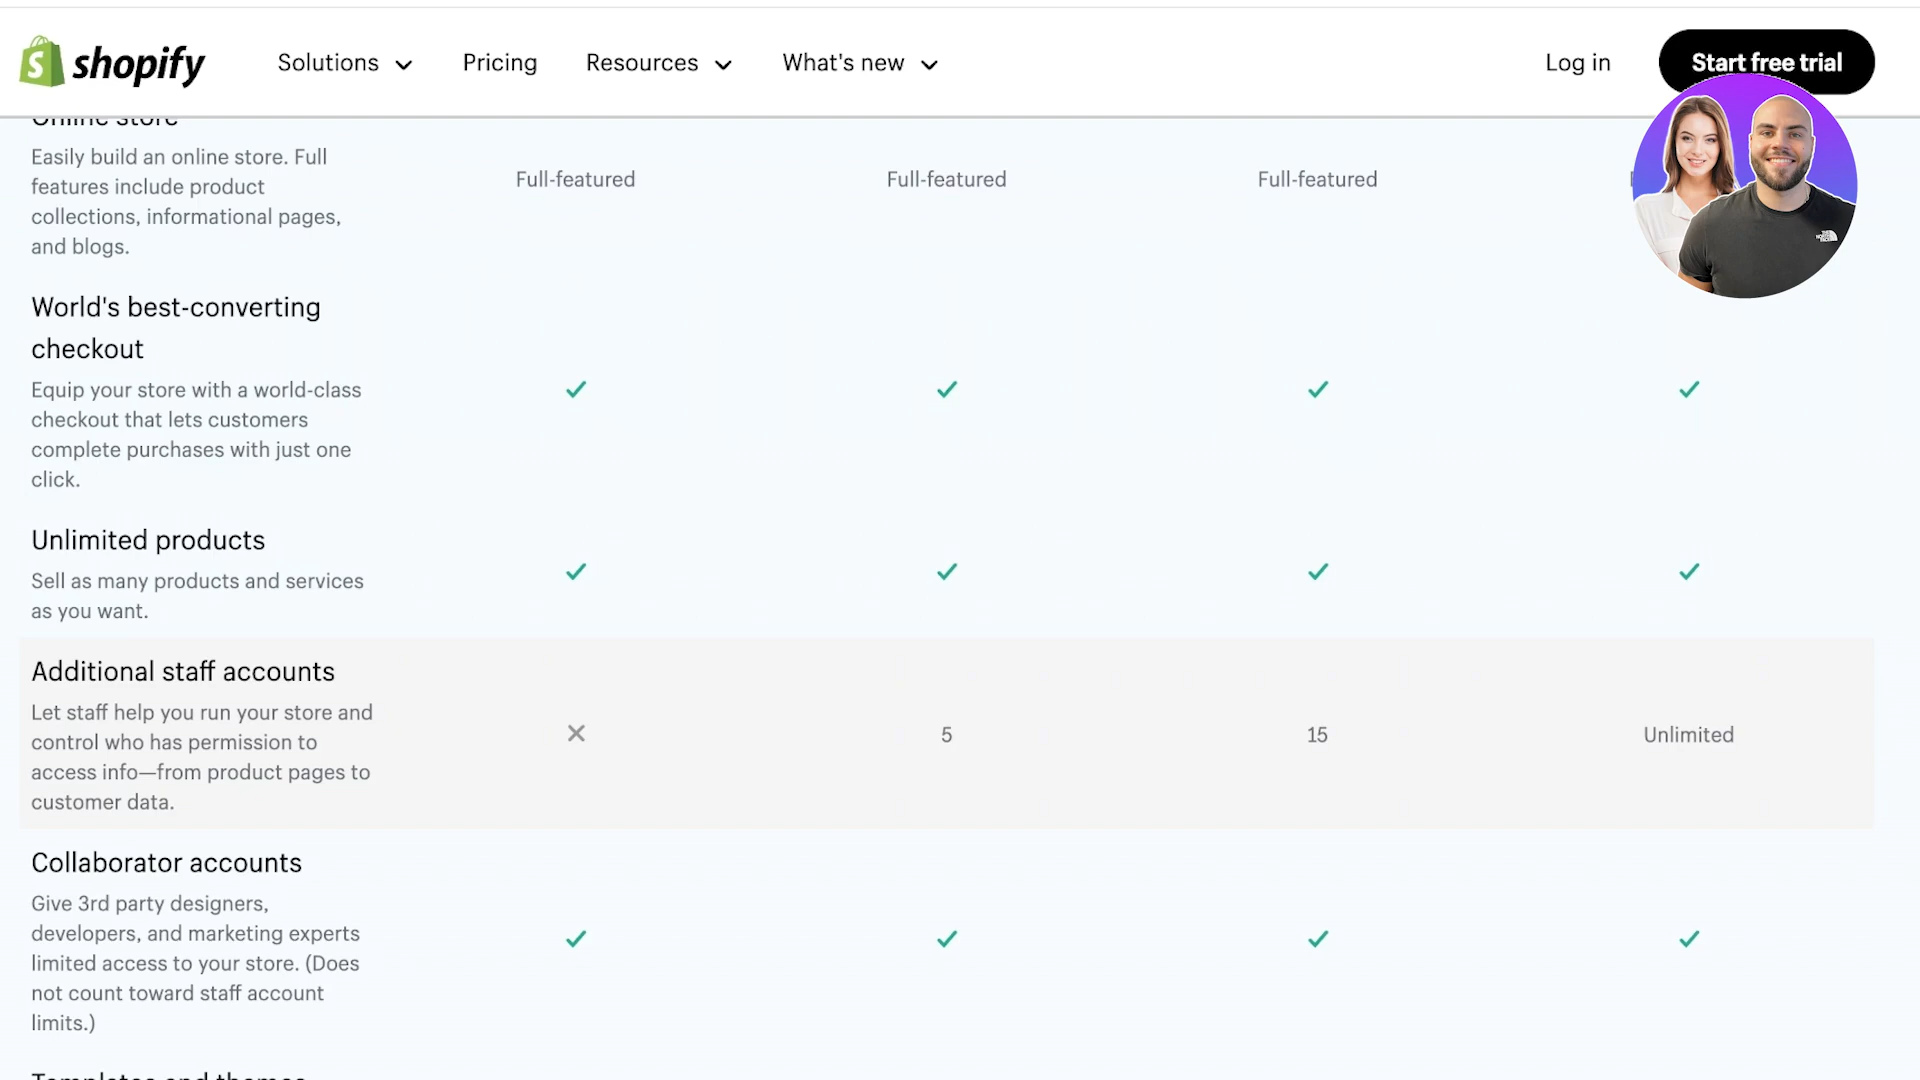 shopify
Solutions
Pricing
Resources
What's new
Log in
Start free trial
Online store
Easily build an online store. Full
features include product
collections, informational pages,
and blogs.
Full-featured
Full-featured
Full-featured
World's best-converting
checkout
Equip your store with a world-class
checkout that lets customers
complete purchases with just one
click.
Unlimited products
Sell as many products and services
as you want.
Additional staff accounts
Let staff help you run your store and
control who has permission to
access info—from product pages to
customer data.
5
15
Unlimited
Collaborator accounts
Give 3rd party designers,
developers, and marketing experts
limited access to your store. (Does
not count toward staff account
limits.)
Templates and themes